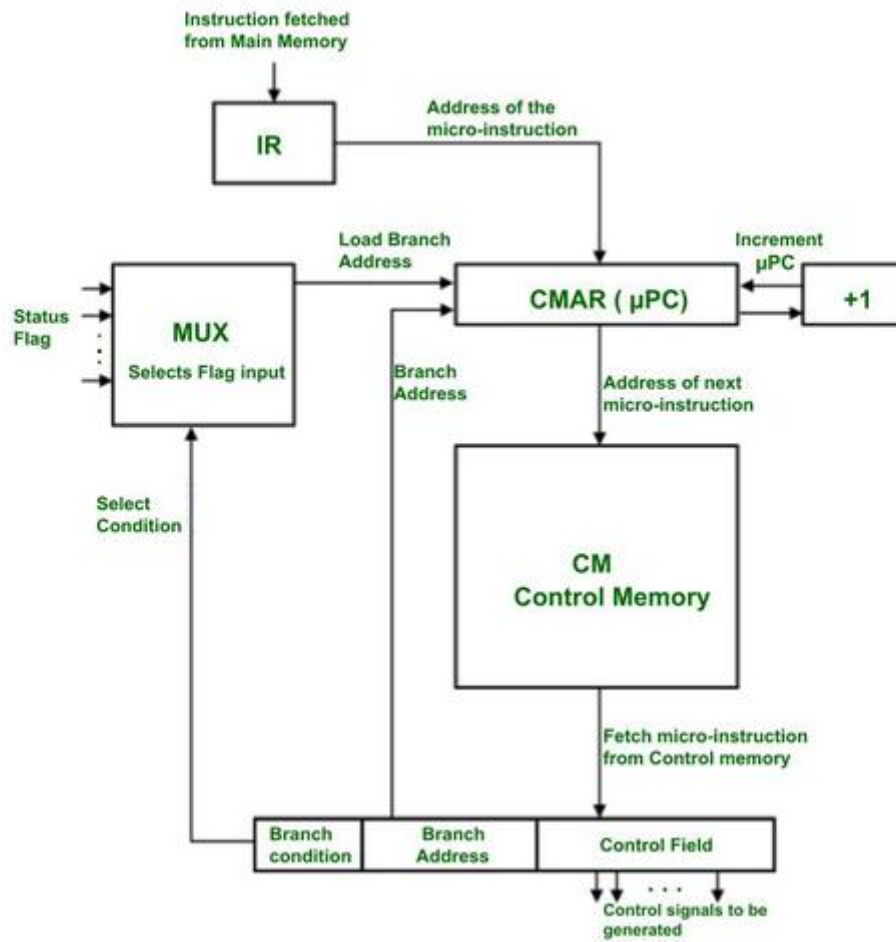 Instruction fetched
from Main Memory
IR
Address of the
micro-instruction
Load Branch
Address
Increment
μPC
CMAR ( μPC)
+1
Status
Flag
MUX
Selects Flag input
Branch
Address
Address of next
micro-instruction
Select
Condition
CM
Control Memory
Fetch micro-instruction
from Control memory
Branch
condition
Branch
Address
Control Field
Control signals to be
generated